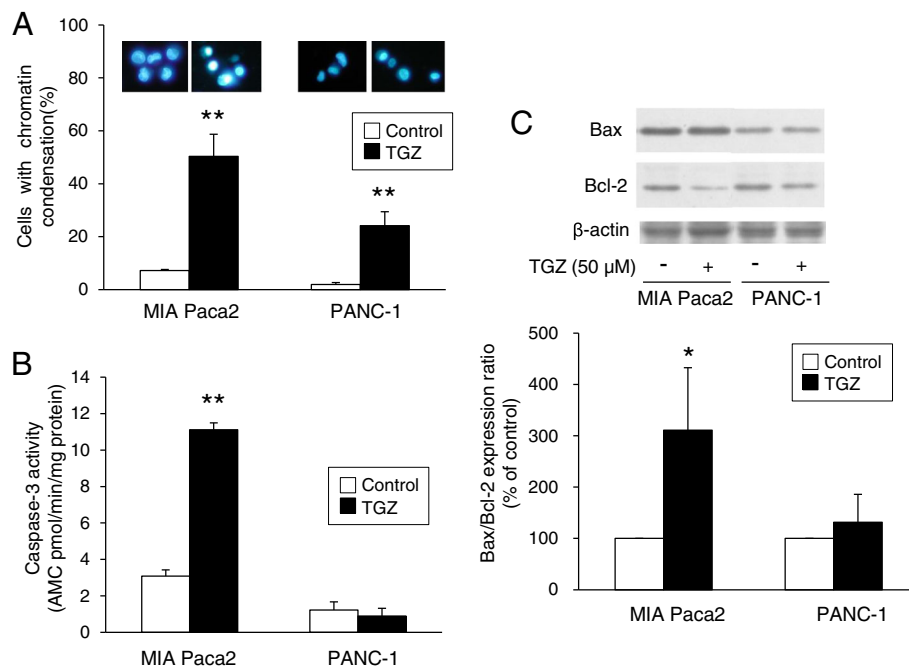 A
Cells with chromatin
condensation(%)
100
80
60
40
20
0
**
**
Control
TGZ
MIA Paca2
PANC-1
B
Caspase-3 activity
(AMC pmol/min/mg protein)
14
12
10
8
6
4
2
0
**
Control
TGZ
MIA Paca2
PANC-1
C
Bax
Bcl-2
β-actin
TGZ (50 μM) - + - +
MIA Paca2 PANC-1
Bax/Bcl-2 expression ratio
(% of control)
500
400
300
200
100
0
*
Control
TGZ
MIA Paca2
PANC-1